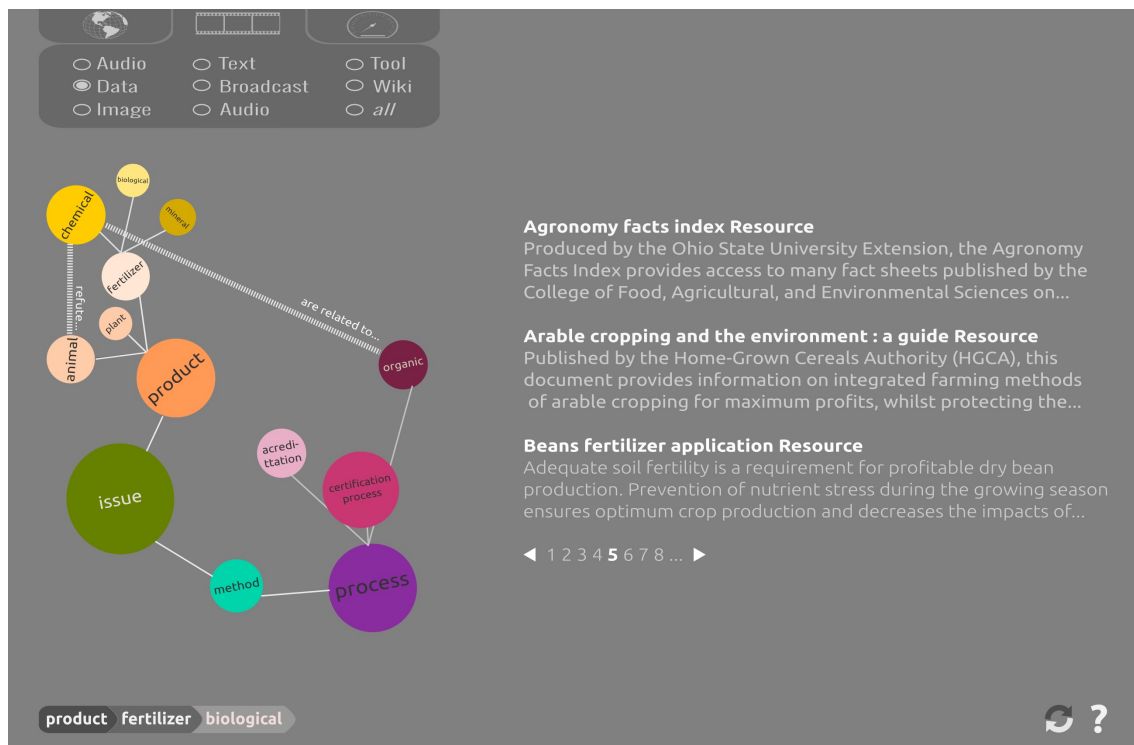 Audio
Text
Tool
Data
Broadcast
Wiki
Image
Audio
all
biological
chemical
mineral
fertilizer
refute...
plant
are related to...
animal
product
organic
acredi-
ttation
certification
process
issue
method
process
Agronomy facts index Resource
Produced by the Ohio State University Extension, the Agronomy
Facts Index provides access to many fact sheets published by the
College of Food, Agricultural, and Environmental Sciences on...
Arable cropping and the environment : a guide Resource
Published by the Home-Grown Cereals Authority (HGCA), this
document provides information on integrated farming methods
of arable cropping for maximum profits, whilst protecting the...
Beans fertilizer application Resource
Adequate soil fertility is a requirement for profitable dry bean
production. Prevention of nutrient stress during the growing season
ensures optimum crop production and decreases the impacts of...
1 2 3 4 5 6 7 8 ...
product fertilizer biological
?